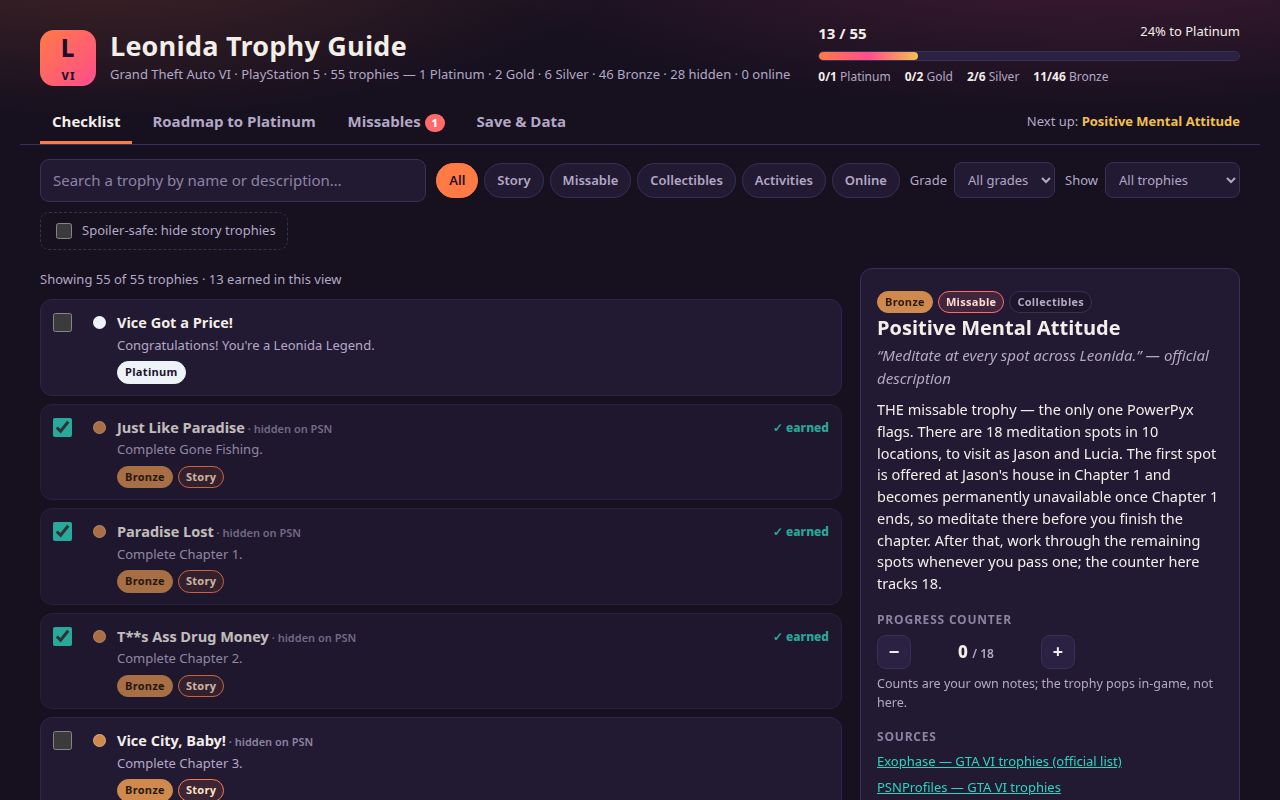 L
VI
Leonida Trophy Guide
Grand Theft Auto VI · PlayStation 5 · 55 trophies — 1 Platinum · 2 Gold · 6 Silver · 46 Bronze · 28 hidden · 0 online
13 / 55
24% to Platinum
0/1 Platinum 0/2 Gold 2/6 Silver 11/46 Bronze
Checklist
Roadmap to Platinum
Missables 1
Save & Data
Next up: Positive Mental Attitude
Search a trophy by name or description...
All
Story
Missable
Collectibles
Activities
Online
Grade
All grades
Show
All trophies
Spoiler-safe: hide story trophies
Showing 55 of 55 trophies · 13 earned in this view
Vice Got a Price!
Congratulations! You're a Leonida Legend.
Platinum
Just Like Paradise · hidden on PSN
✓ earned
Complete Gone Fishing.
Bronze Story
Paradise Lost · hidden on PSN
✓ earned
Complete Chapter 1.
Bronze Story
T**s Ass Drug Money · hidden on PSN
✓ earned
Complete Chapter 2.
Bronze Story
Vice City, Baby! · hidden on PSN
Complete Chapter 3.
Bronze Story
Bronze Missable Collectibles
Positive Mental Attitude
“Meditate at every spot across Leonida.” — official
description
THE missable trophy — the only one PowerPyx
flags. There are 18 meditation spots in 10
locations, to visit as Jason and Lucia. The first spot
is offered at Jason's house in Chapter 1 and
becomes permanently unavailable once Chapter 1
ends, so meditate there before you finish the
chapter. After that, work through the remaining
spots whenever you pass one; the counter here
tracks 18.
PROGRESS COUNTER
− 0 / 18 +
Counts are your own notes; the trophy pops in-game, not
here.
SOURCES
Exophase — GTA VI trophies (official list)
PSNProfiles — GTA VI trophies